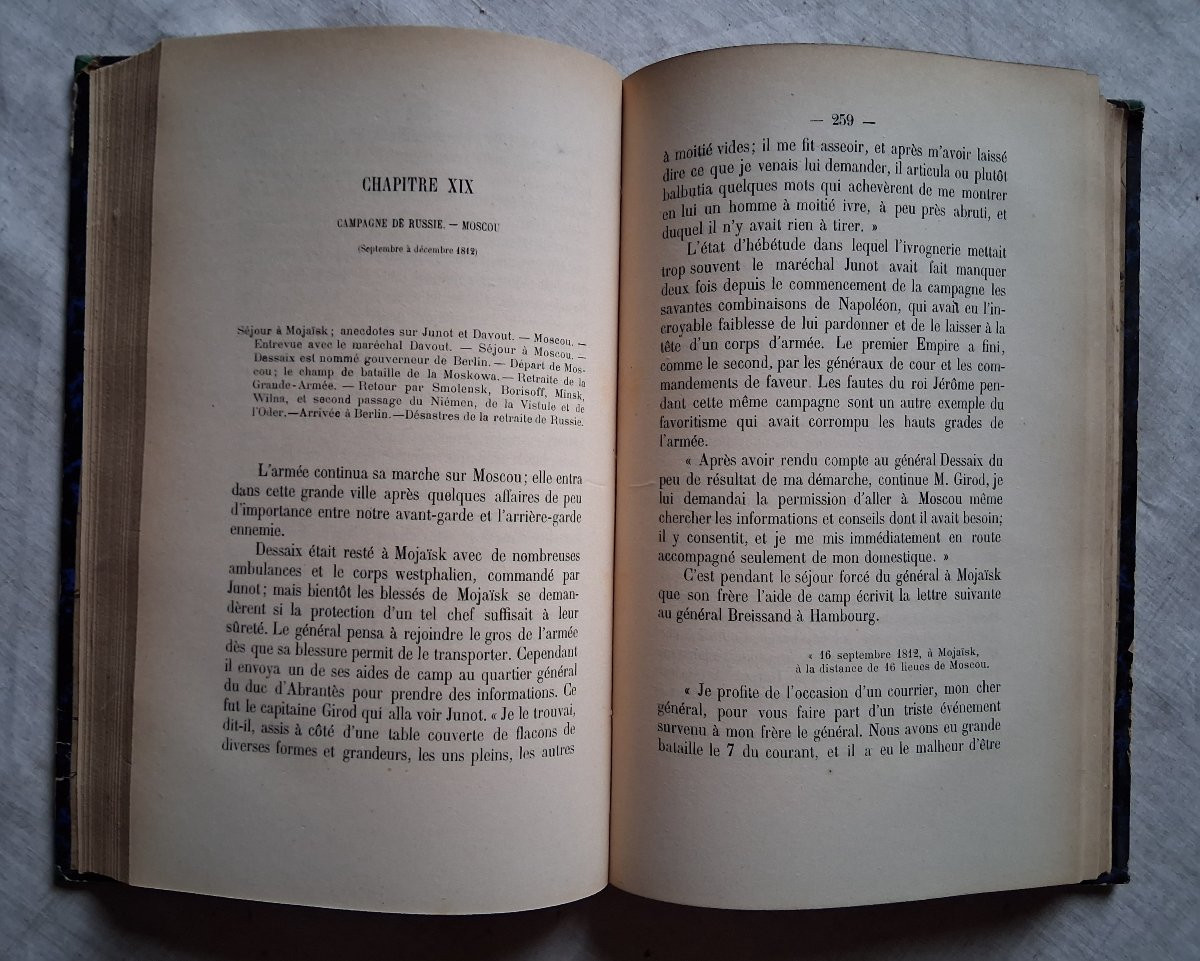 CHAPITRE XIX
CAMPAGNE DE RUSSIE. — MOSCOU
(Septembre à décembre 1812)
Séjour à Mojaïsk; anecdotes sur Junot et Davout. — Moscou. —
Entrevue avec le maréchal Davout. — Séjour à Moscou. —
Dessaix est nommé gouverneur de Berlin. — Départ de Mos-
cou; le champ de bataille de la Moskowa. — Retraite de la
Grande-Armée. — Retour par Smolensk, Borisoff, Minsk,
Wilna, et second passage du Niémen, de la Vistule et de
l'Oder.—Arrivée à Berlin.—Désastres de la retraite de Russie.
L'armée continua sa marche sur Moscou; elle entra
dans cette grande ville après quelques affaires de peu
d'importance entre notre avant-garde et l'arrière-garde
ennemie.
Dessaix était resté à Mojaïsk avec de nombreuses
ambulances et le corps westphalien, commandé par
Junot; mais bientôt les blessés de Mojaïsk se deman-
dèrent si la protection d'un tel chef suffisait à leur
sûreté. Le général pensa à rejoindre le gros de l'armée
dès que sa blessure permit de le transporter. Cependant
il envoya un de ses aides de camp au quartier général
du duc d'Abrantès pour prendre des informations. Ce
fut le capitaine Girod qui alla voir Junot. « Je le trouvai,
dit-il, assis à côté d'une table couverte de flacons de
diverses formes et grandeurs, les uns pleins, les autres
— 259 —
à moitié vides; il me fit asseoir, et après m'avoir laissé
dire ce que je venais lui demander, il articula ou plutôt
balbutia quelques mots qui achevèrent de me montrer
en lui un homme à moitié ivre, à peu près abruti, et
duquel il n'y avait rien à tirer. »
L'état d'hébétude dans lequel l'ivrognerie mettait
trop souvent le maréchal Junot avait fait manquer
deux fois depuis le commencement de la campagne les
savantes combinaisons de Napoléon, qui avait eu l'in-
croyable faiblesse de lui pardonner et de le laisser à la
tête d'un corps d'armée. Le premier Empire a fini,
comme le second, par les généraux de cour et les com-
mandements de faveur. Les fautes du roi Jérôme pen-
dant cette même campagne sont un autre exemple du
favoritisme qui avait corrompu les hauts grades de
l'armée.
« Après avoir rendu compte au général Dessaix du
peu de résultat de ma démarche, continue M. Girod, je
lui demandai la permission d'aller à Moscou même
chercher les informations et conseils dont il avait besoin;
il y consentit, et je me mis immédiatement en route
accompagné seulement de mon domestique. »
C'est pendant le séjour forcé du général à Mojaïsk
que son frère l'aide de camp écrivit la lettre suivante
au général Breissand à Hambourg.
« 16 septembre 1812, à Mojaïsk,
à la distance de 16 lieues de Moscou.
« Je profite de l'occasion d'un courrier, mon cher
général, pour vous faire part d'un triste événement
survenu à mon frère le général. Nous avons eu grande
bataille le 7 du courant, et il a eu le malheur d'être